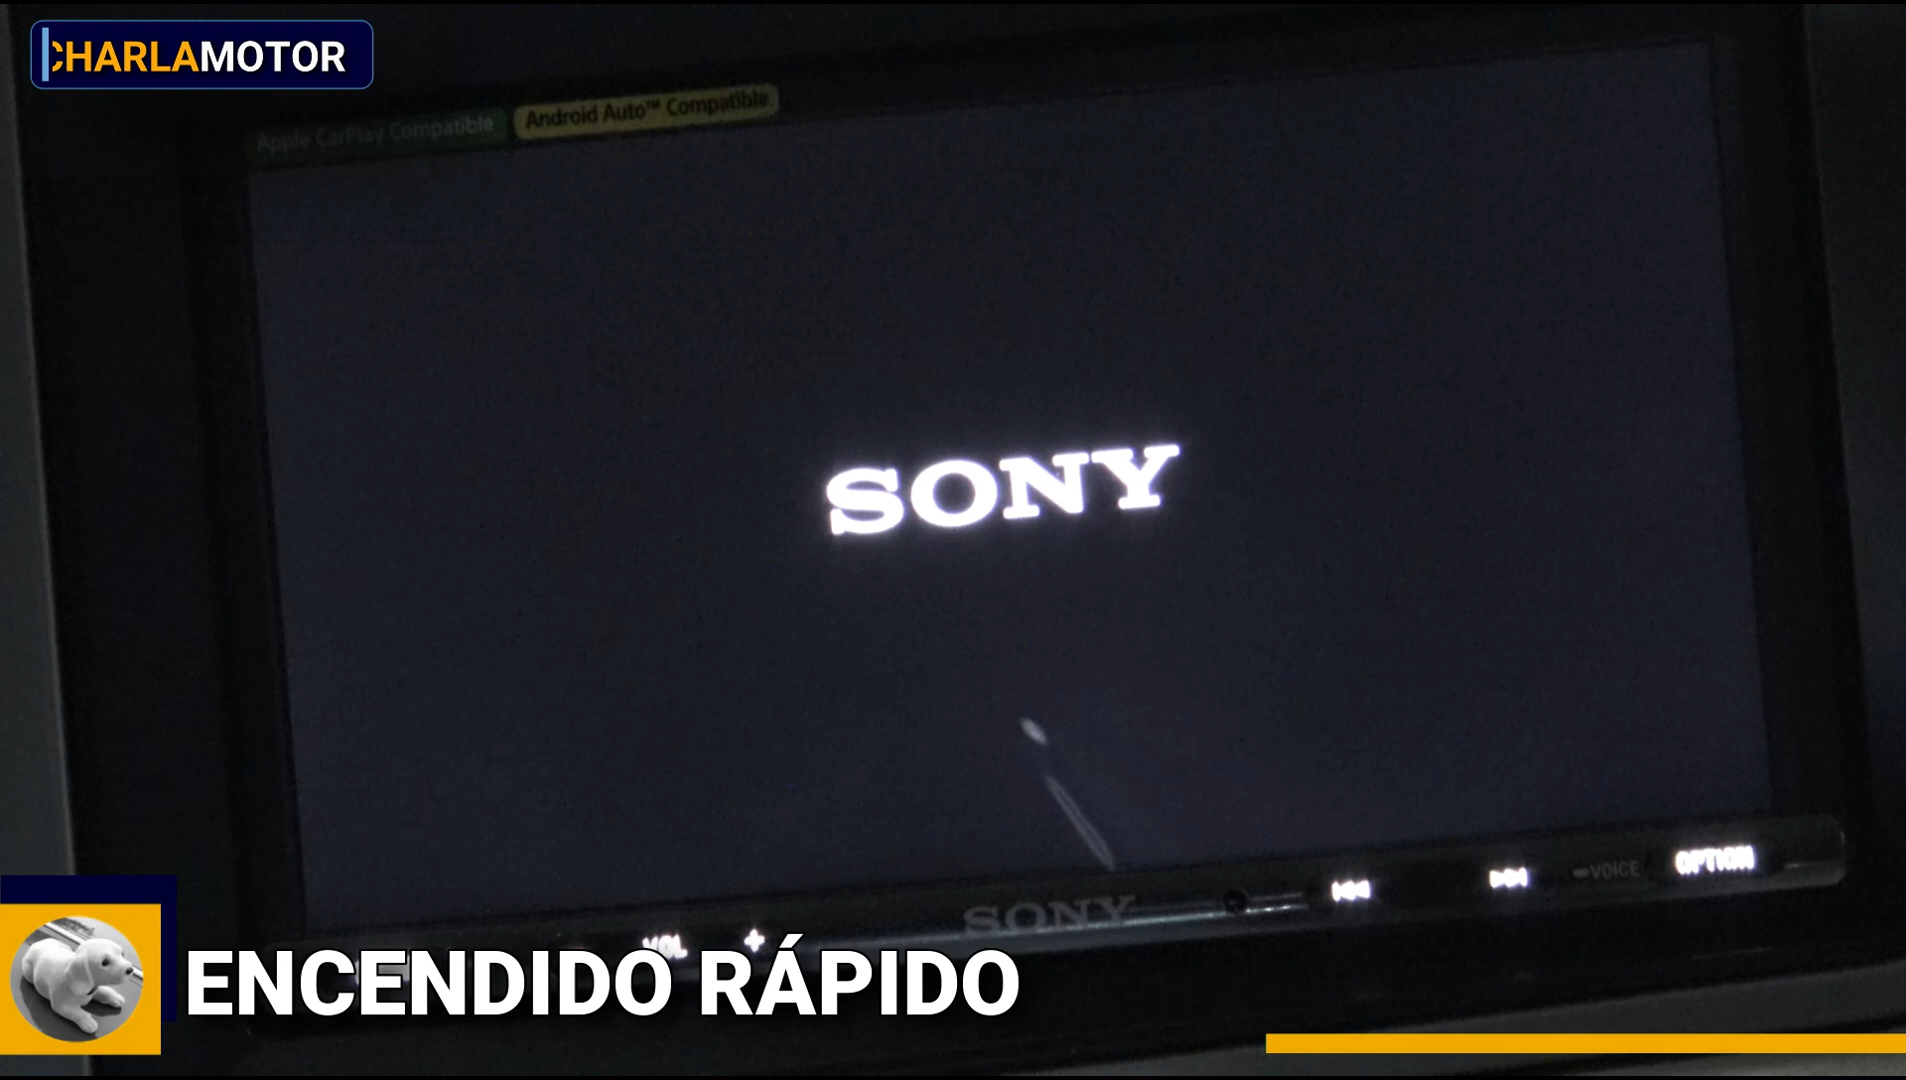 CHARLAMOTOR
Apple CarPlay Compatible
Android Auto™ Compatible
SONY
VOICE
OPTION
SONY
VOL +
ENCENDIDO RÁPIDO